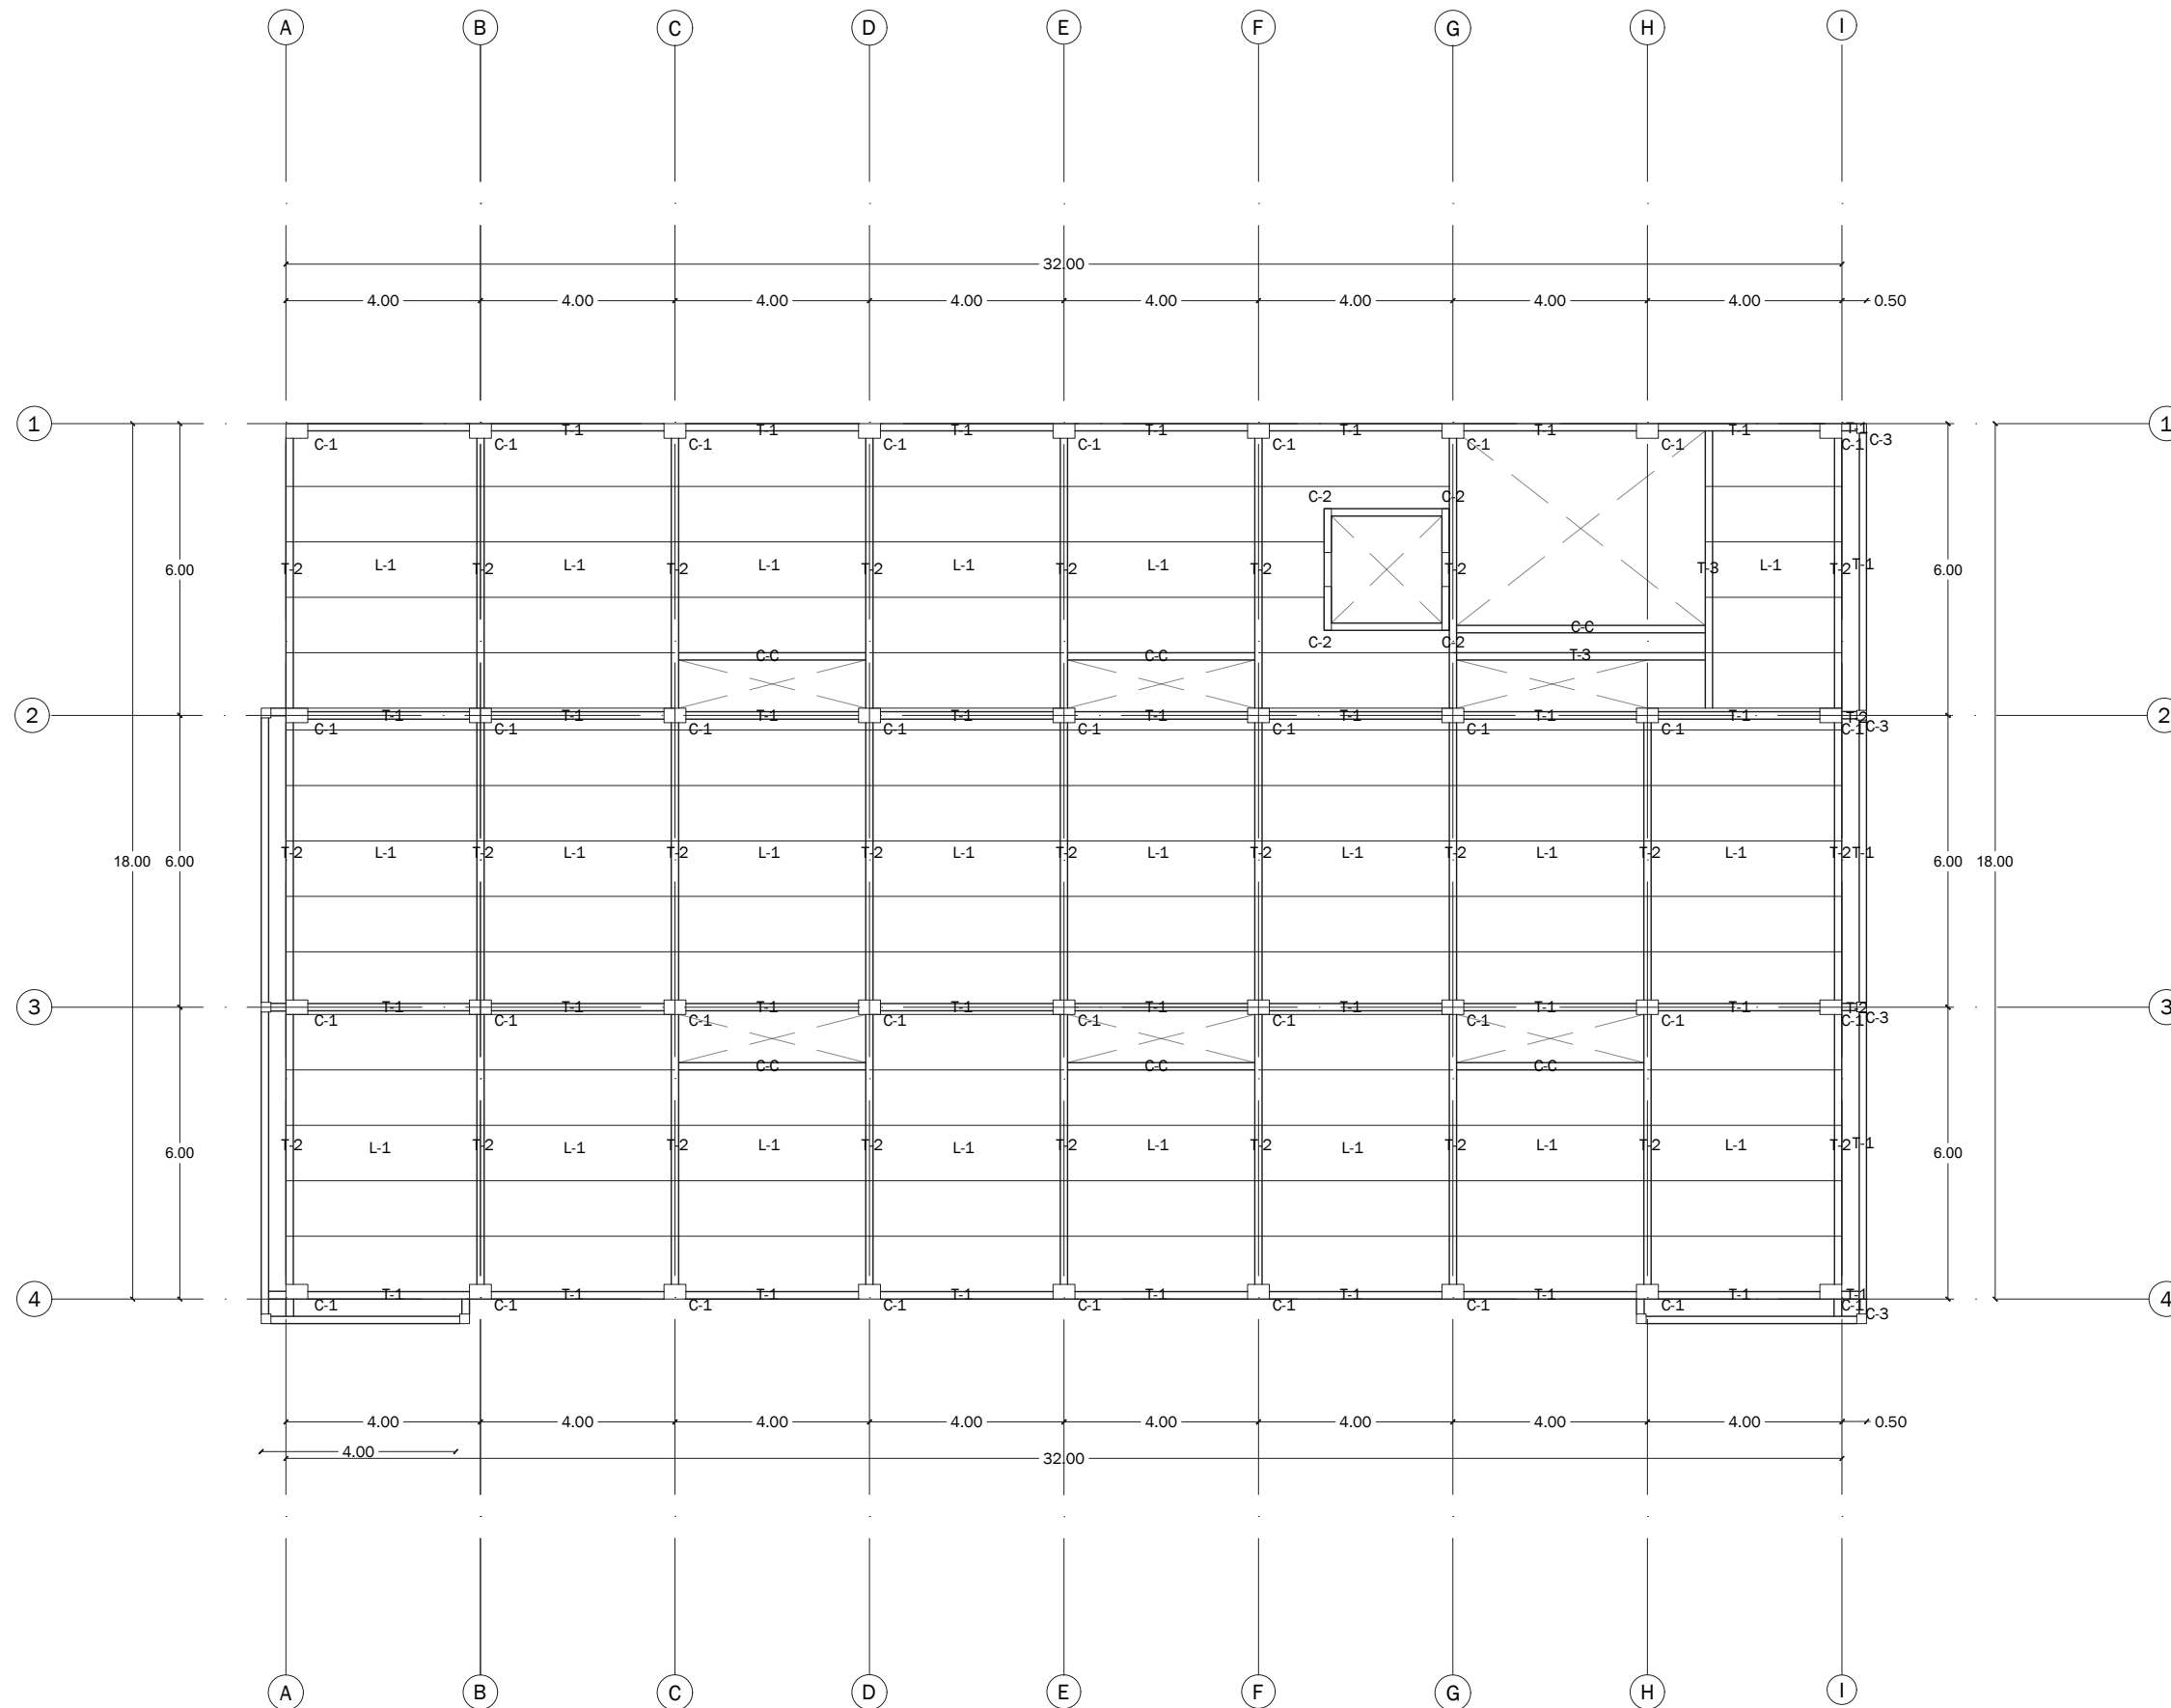 A B C D E F G H I
32.00
4.00 4.00 4.00 4.00 4.00 4.00 4.00 4.00 0.50
1 1
T-1 T-1 T-1 T-1 T-1 T-1 T-1 T-1
C-1 C-1 C-1 C-1 C-1 C-1 C-1 C-1 C-1 C-3
C-2 C-2
6.00 T-2 L-1 T-2 L-1 T-2 L-1 T-2 L-1 T-2 L-1 T-2 T-2 T-3 L-1 T-2 T-1 6.00
C-C
C-2 C-2
C-C C-C T-3
2 T-1 T-1 T-1 T-1 T-1 T-1 T-1 T-1 T-2 2
C-1 C-1 C-1 C-1 C-1 C-1 C-1 C-1 C-1 C-3
T-2 L-1 T-2 L-1 T-2 L-1 T-2 L-1 T-2 L-1 T-2 L-1 T-2 L-1 T-2 L-1 T-2 T-1
18.00 6.00 6.00 18.00
3 T-1 T-1 T-1 T-1 T-1 T-1 T-1 T-1 T-2 3
C-1 C-1 C-1 C-1 C-1 C-1 C-1 C-1 C-1 C-3
C-C C-C C-C
T-2 L-1 T-2 L-1 T-2 L-1 T-2 L-1 T-2 L-1 T-2 L-1 T-2 L-1 T-2 L-1 T-2 T-1
6.00 6.00
4 T-1 T-1 T-1 T-1 T-1 T-1 T-1 T-1 T-1 4
C-1 C-1 C-1 C-1 C-1 C-1 C-1 C-1 C-1 C-3
4.00 4.00 4.00 4.00 4.00 4.00 4.00 4.00 0.50
4.00
32.00
A B C D E F G H I